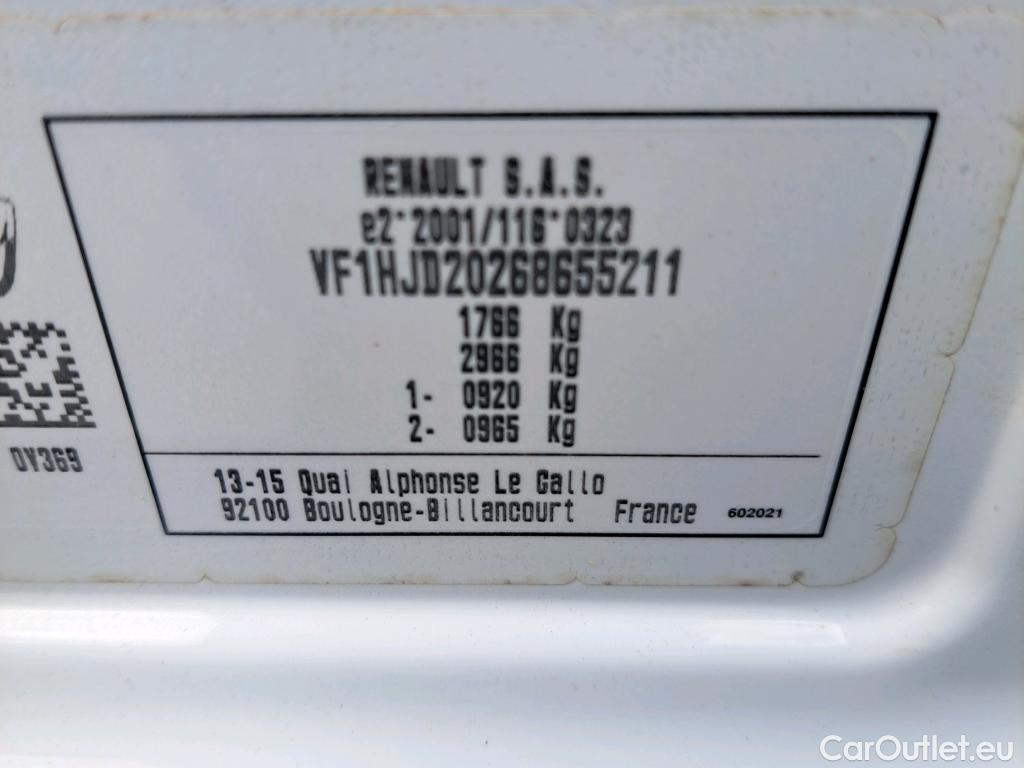 RENAULT S.A.S.
e2*2001/116*0323
VF1HJD20268655211
1766 Kg
2966 Kg
1- 0920 Kg
2- 0965 Kg
0V369
13-15 Quai Alphonse Le Gallo
92100 Boulogne-Billancourt France 602021
CarOutlet.eu